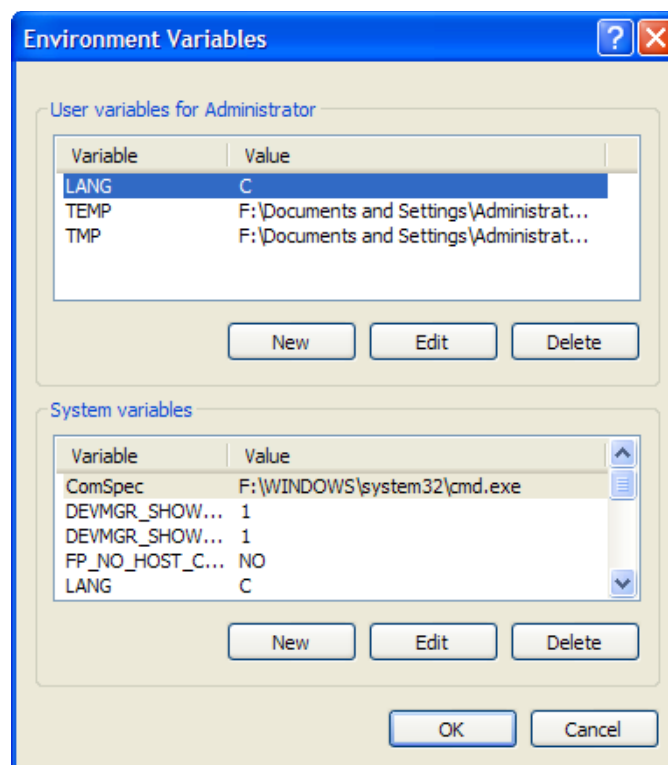 Environment Variables
User variables for Administrator
Variable Value
LANG C
TEMP F:\Documents and Settings\Administrat...
TMP F:\Documents and Settings\Administrat...
New Edit Delete
System variables
Variable Value
ComSpec F:\WINDOWS\system32\cmd.exe
DEVMGR_SHOW... 1
DEVMGR_SHOW... 1
FP_NO_HOST_C... NO
LANG C
New Edit Delete
OK Cancel